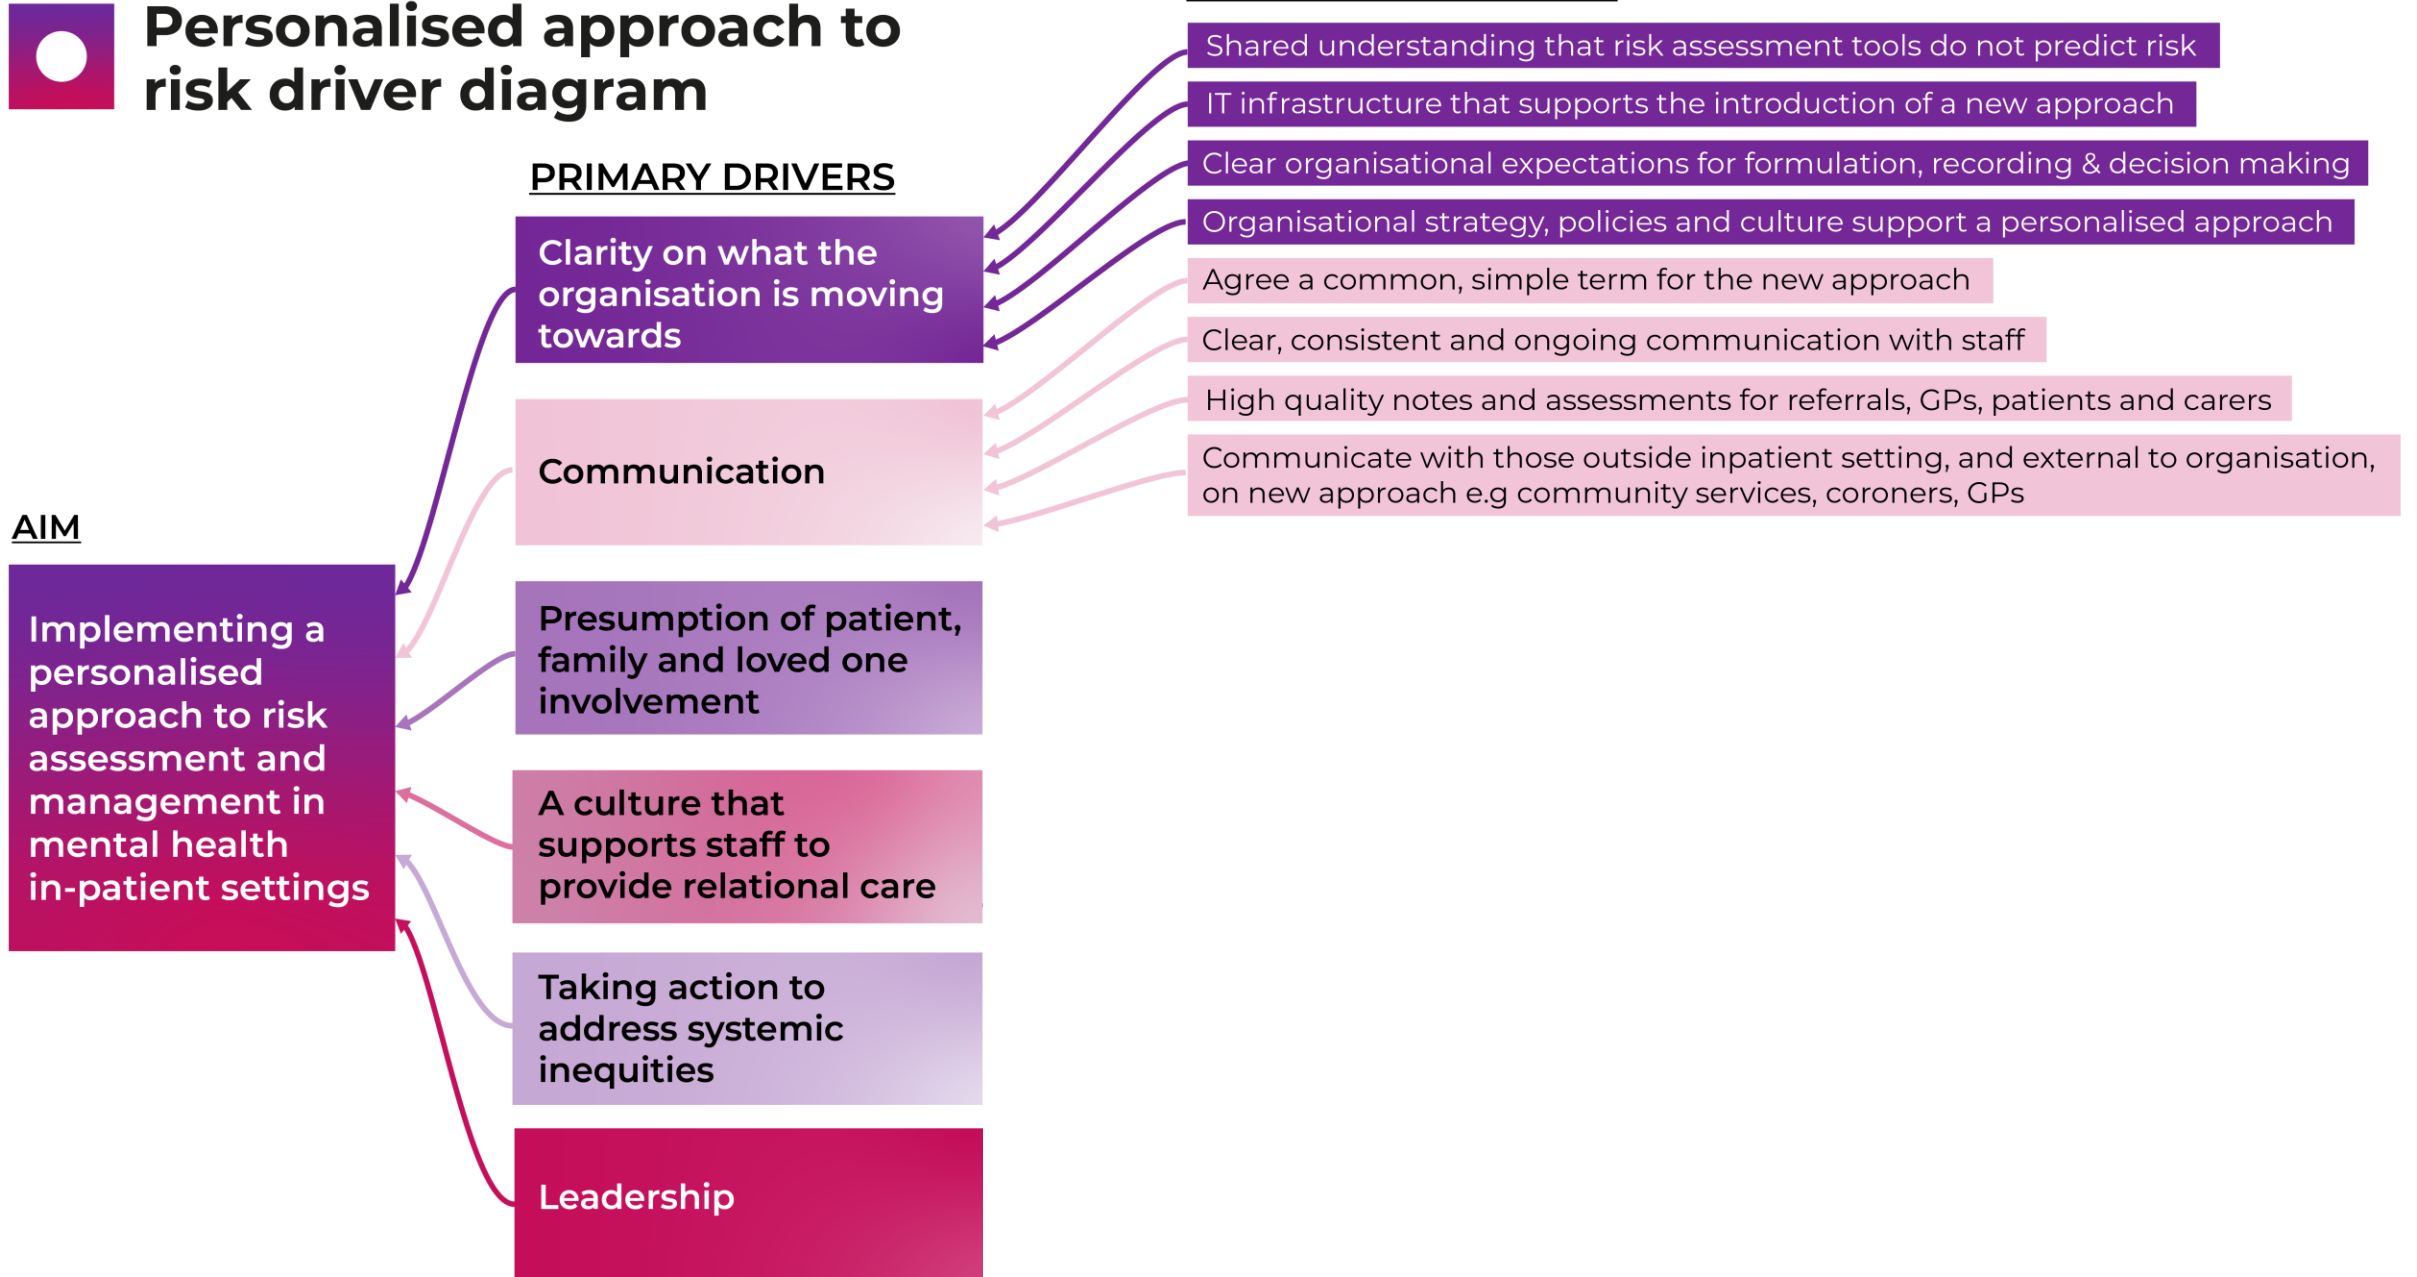 Personalised approach to
risk driver diagram
AIM
Implementing a
personalised
approach to risk
assessment and
management in
mental health
in-patient settings
PRIMARY DRIVERS
Clarity on what the
organisation is moving
towards
Communication
Presumption of patient,
family and loved one
involvement
A culture that
supports staff to
provide relational care
Taking action to
address systemic
inequities
Leadership
Shared understanding that risk assessment tools do not predict risk
IT infrastructure that supports the introduction of a new approach
Clear organisational expectations for formulation, recording & decision making
Organisational strategy, policies and culture support a personalised approach
Agree a common, simple term for the new approach
Clear, consistent and ongoing communication with staff
High quality notes and assessments for referrals, GPs, patients and carers
Communicate with those outside inpatient setting, and external to organisation,
on new approach e.g community services, coroners, GPs